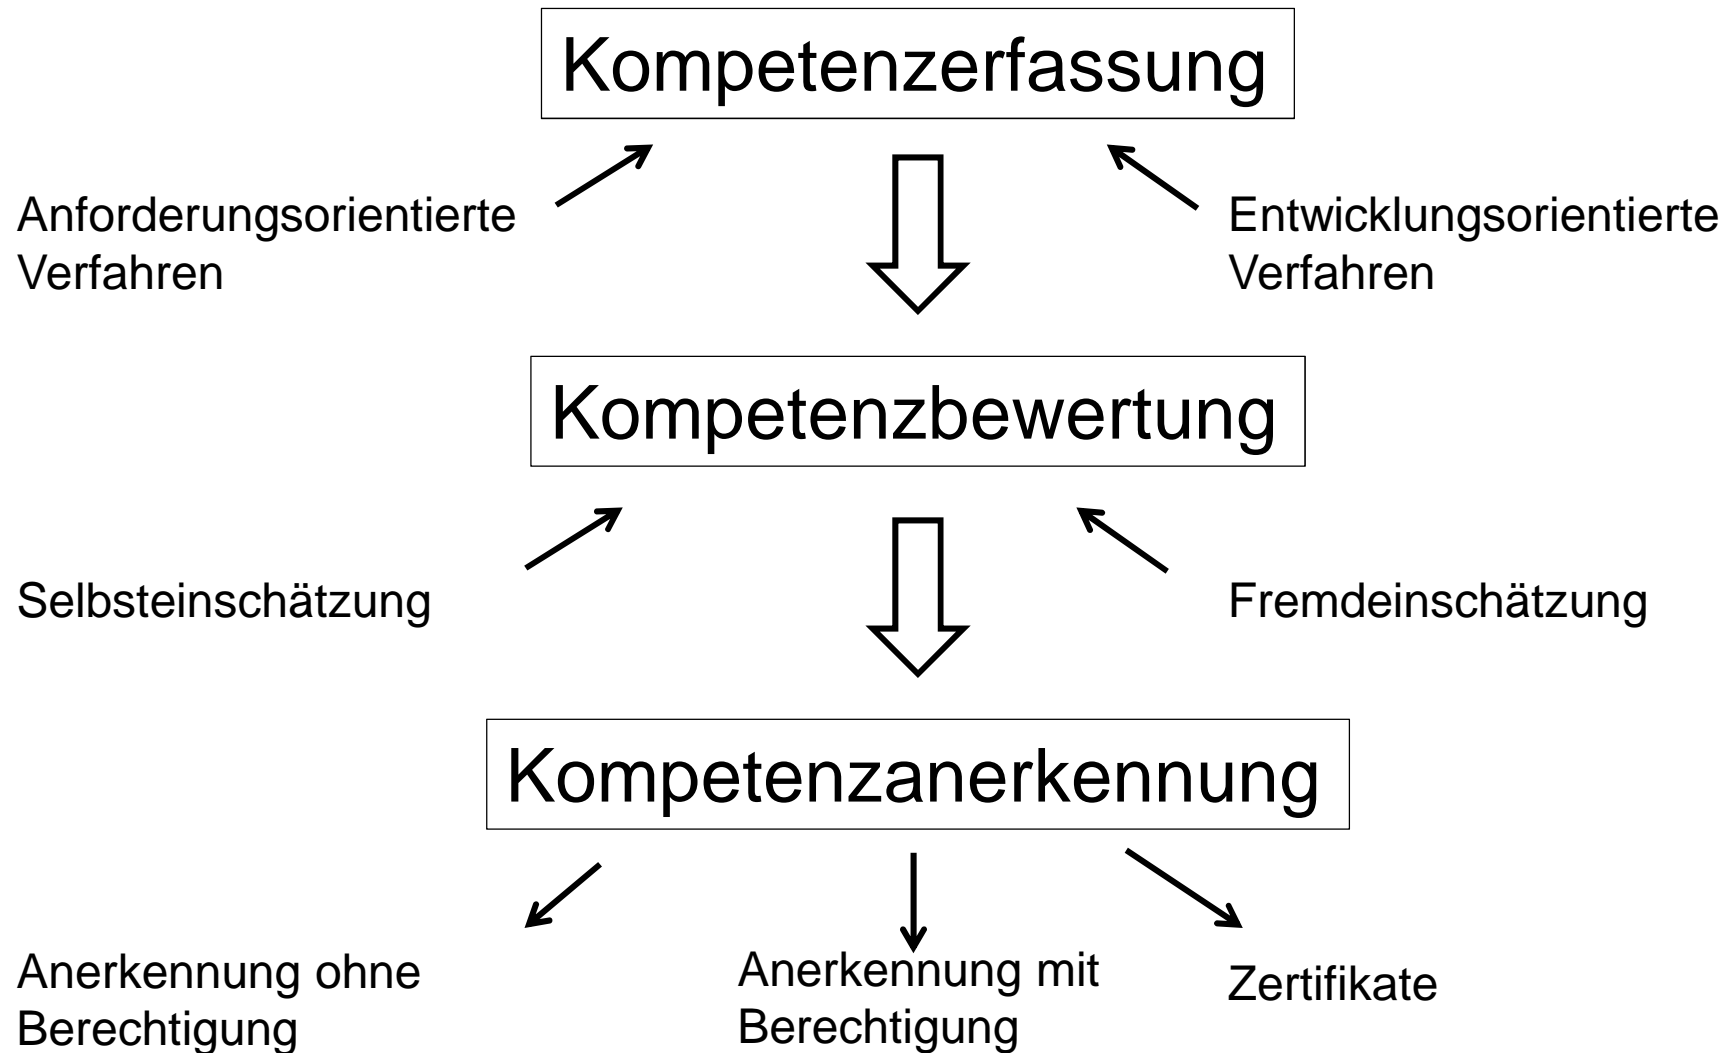 Kompetenzerfassung
Anforderungsorientierte
Verfahren
Entwicklungsorientierte
Verfahren
Kompetenzbewertung
Selbsteinschätzung
Fremdeinschätzung
Kompetenzanerkennung
Anerkennung ohne
Berechtigung
Anerkennung mit
Berechtigung
Zertifikate